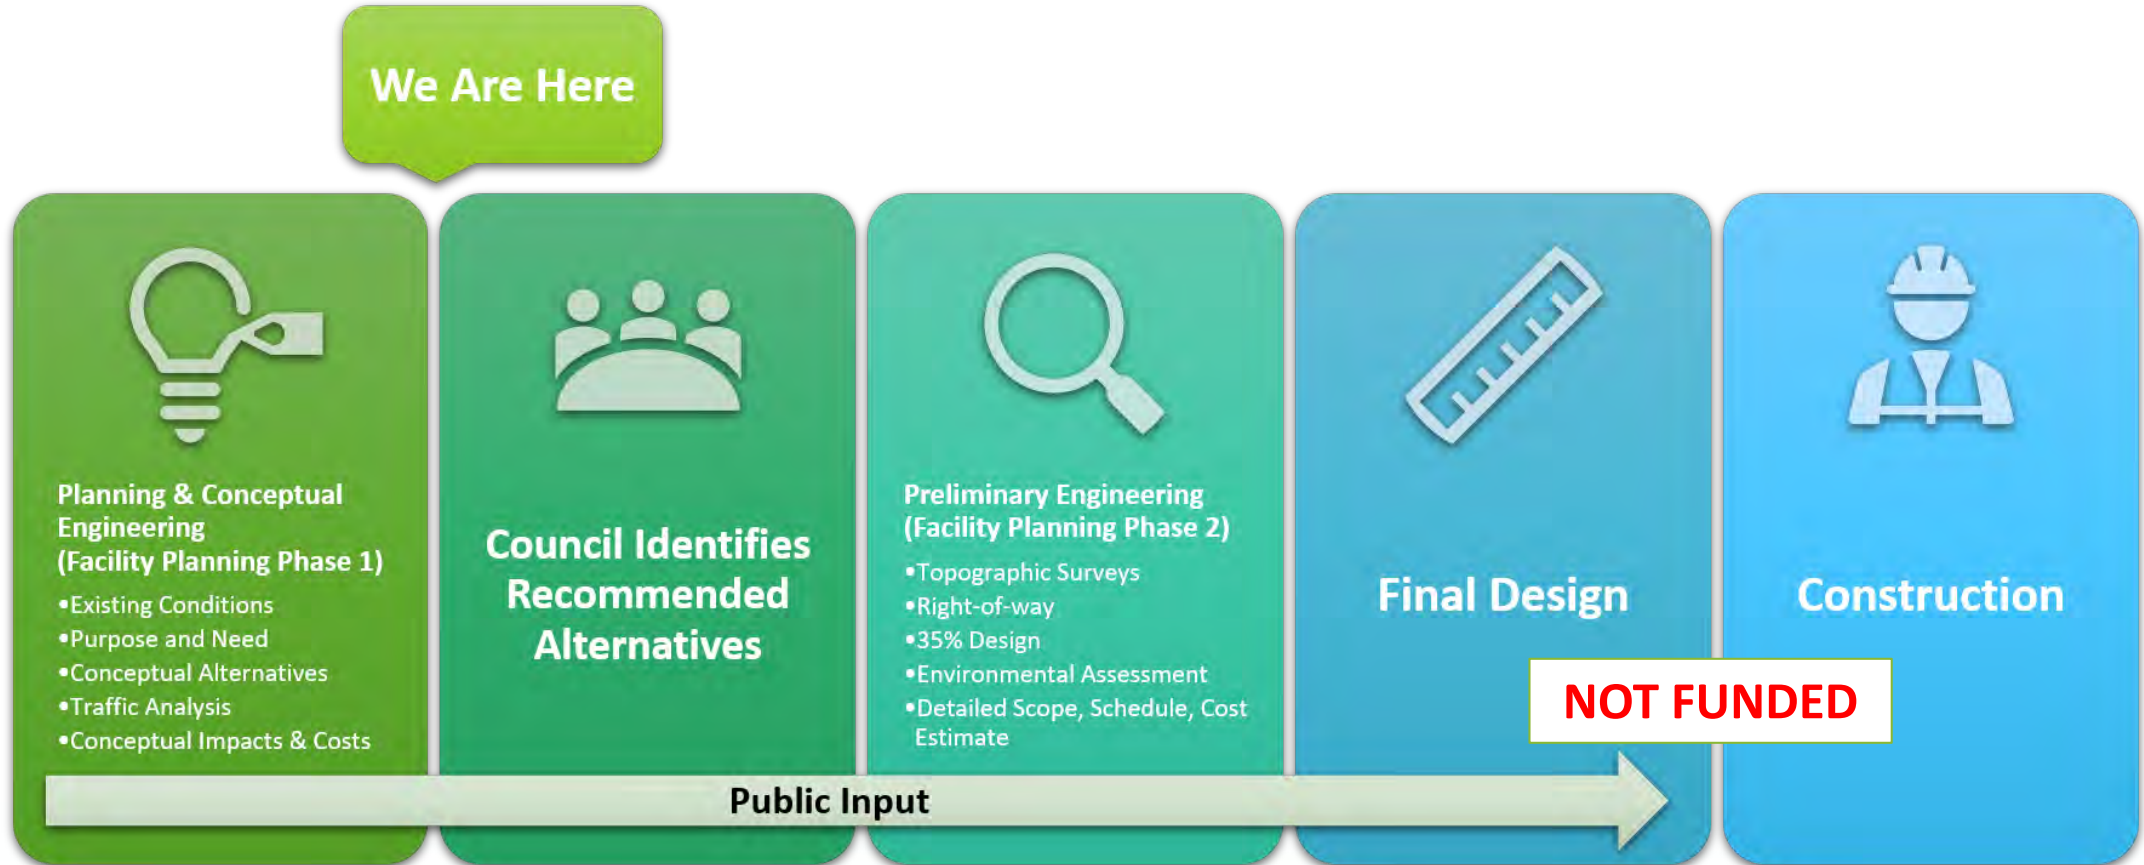 We Are Here
Planning & Conceptual
Engineering
(Facility Planning Phase 1)
•Existing Conditions
•Purpose and Need
•Conceptual Alternatives
•Traffic Analysis
•Conceptual Impacts & Costs
Council Identifies
Recommended
Alternatives
Preliminary Engineering
(Facility Planning Phase 2)
•Topographic Surveys
•Right-of-way
•35% Design
•Environmental Assessment
•Detailed Scope, Schedule, Cost
Estimate
Final Design
Construction
NOT FUNDED
Public Input